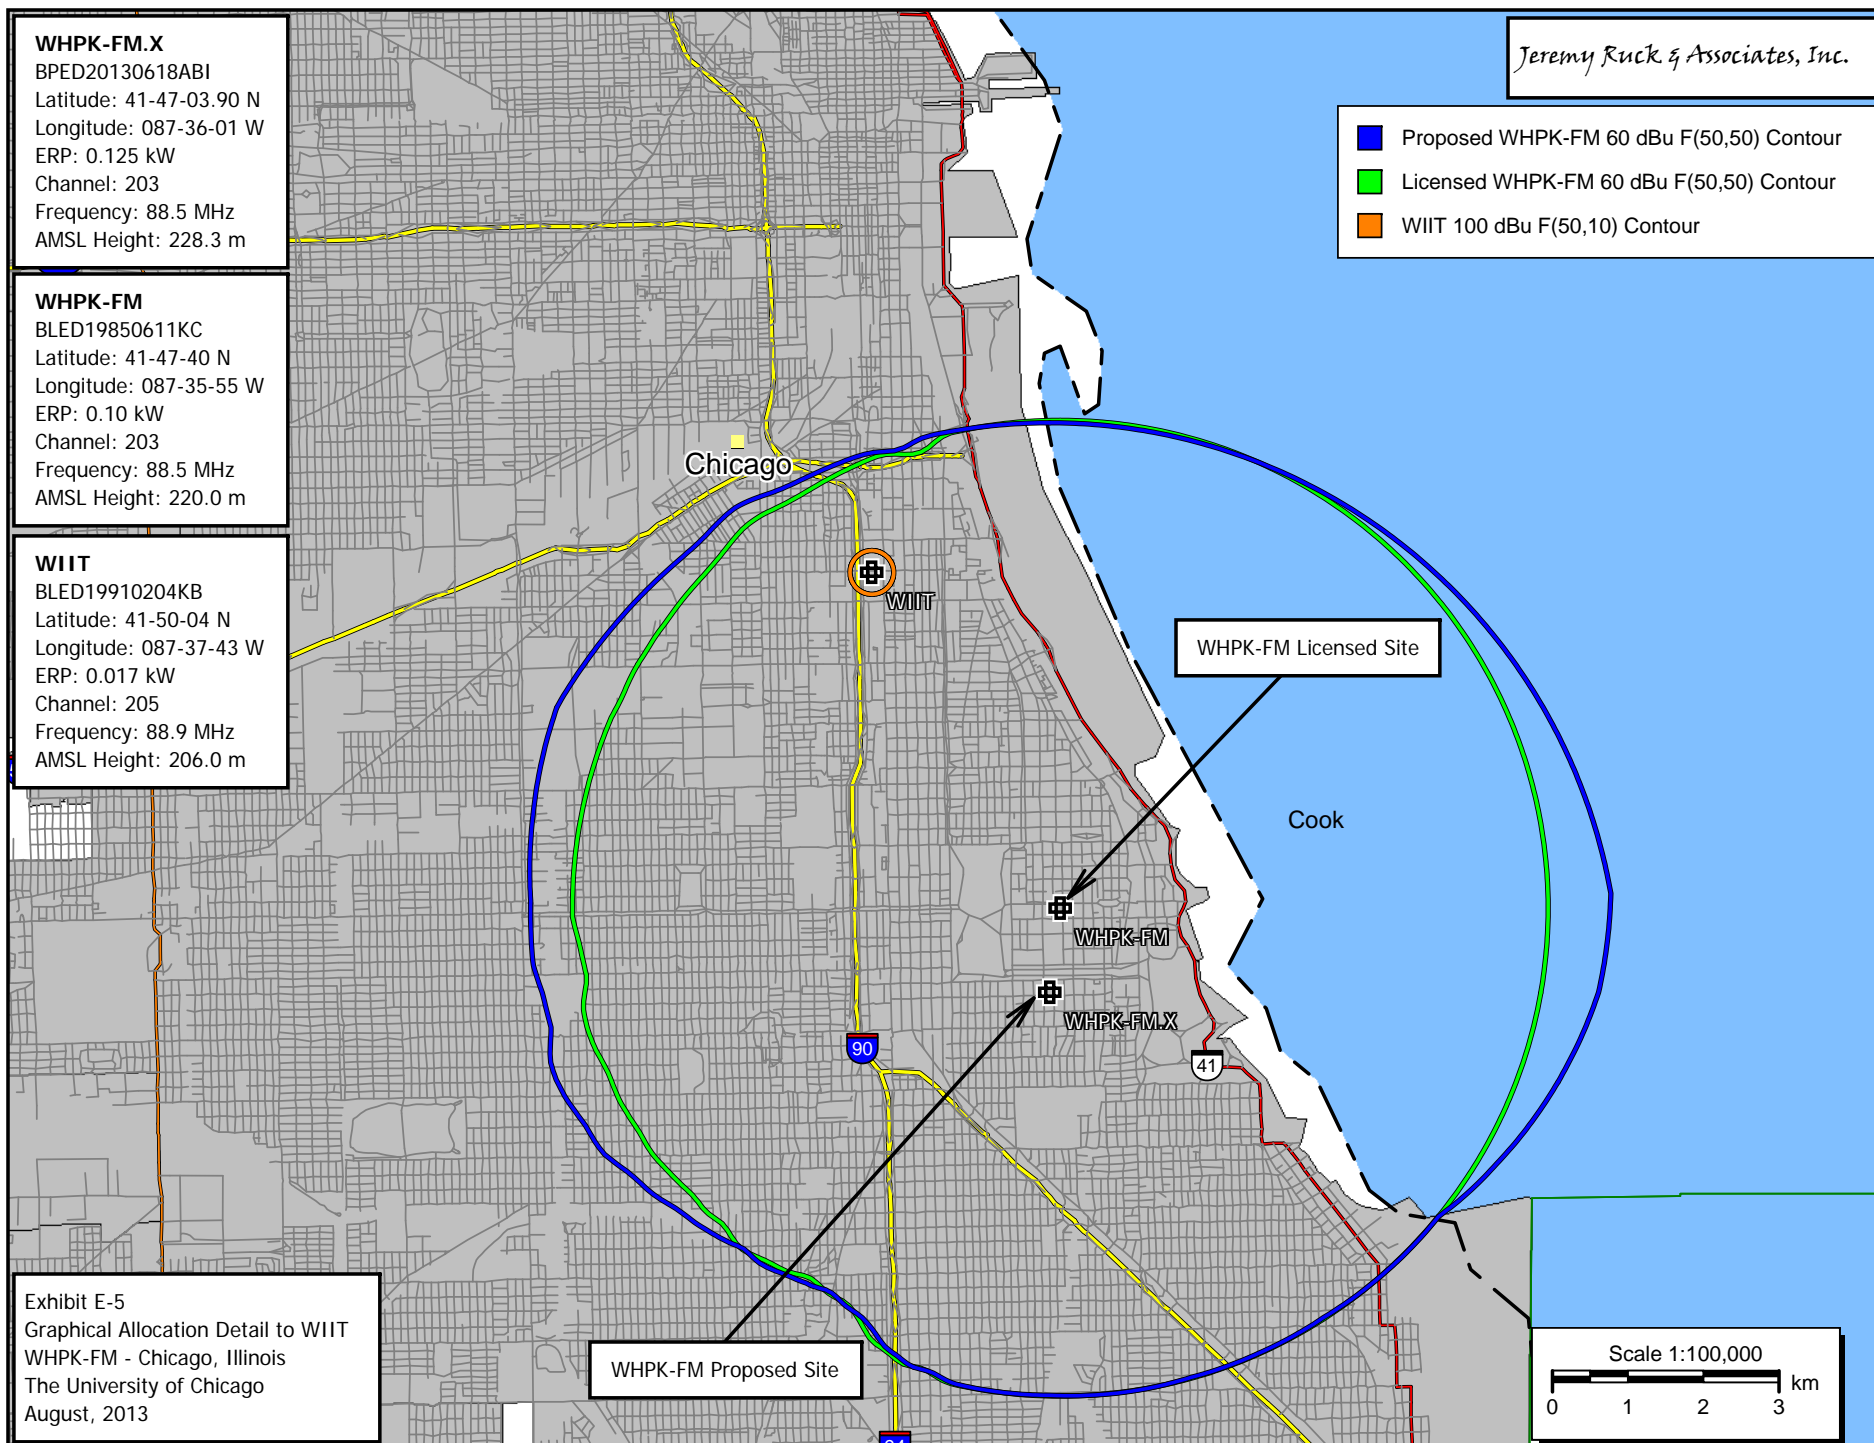 WHPK-FM.X
BPED20130618ABI
Latitude: 41-47-03.90 N
Longitude: 087-36-01 W
ERP: 0.125 kW
Channel: 203
Frequency: 88.5 MHz
AMSL Height: 228.3 m
WHPK-FM
BLED19850611KC
Latitude: 41-47-40 N
Longitude: 087-35-55 W
ERP: 0.10 kW
Channel: 203
Frequency: 88.5 MHz
AMSL Height: 220.0 m
WIIT
BLED19910204KB
Latitude: 41-50-04 N
Longitude: 087-37-43 W
ERP: 0.017 kW
Channel: 205
Frequency: 88.9 MHz
AMSL Height: 206.0 m
Jeremy Ruck & Associates, Inc.
Proposed WHPK-FM 60 dBu F(50,50) Contour
Licensed WHPK-FM 60 dBu F(50,50) Contour
WIIT 100 dBu F(50,10) Contour
Chicago
WIIT
WHPK-FM Licensed Site
Cook
WHPK-FM
WHPK-FM.X
90
41
WHPK-FM Proposed Site
Exhibit E-5
Graphical Allocation Detail to WIIT
WHPK-FM - Chicago, Illinois
The University of Chicago
August, 2013
Scale 1:100,000
km
0 1 2 3